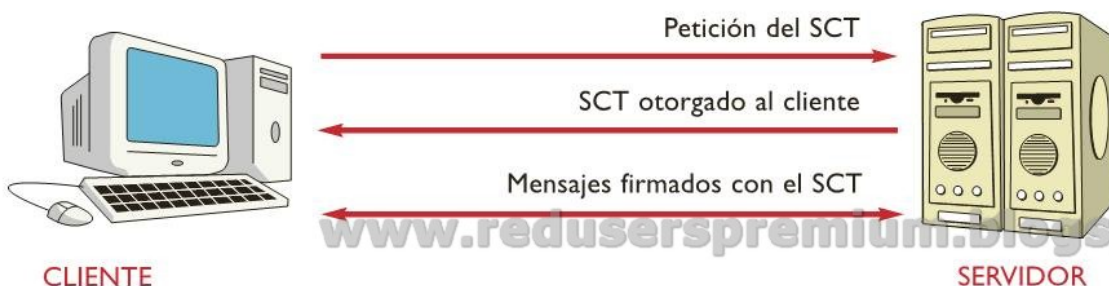 Petición del SCT
SCT otorgado al cliente
Mensajes firmados con el SCT
www.reduserspremium.blogs
CLIENTE
SERVIDOR